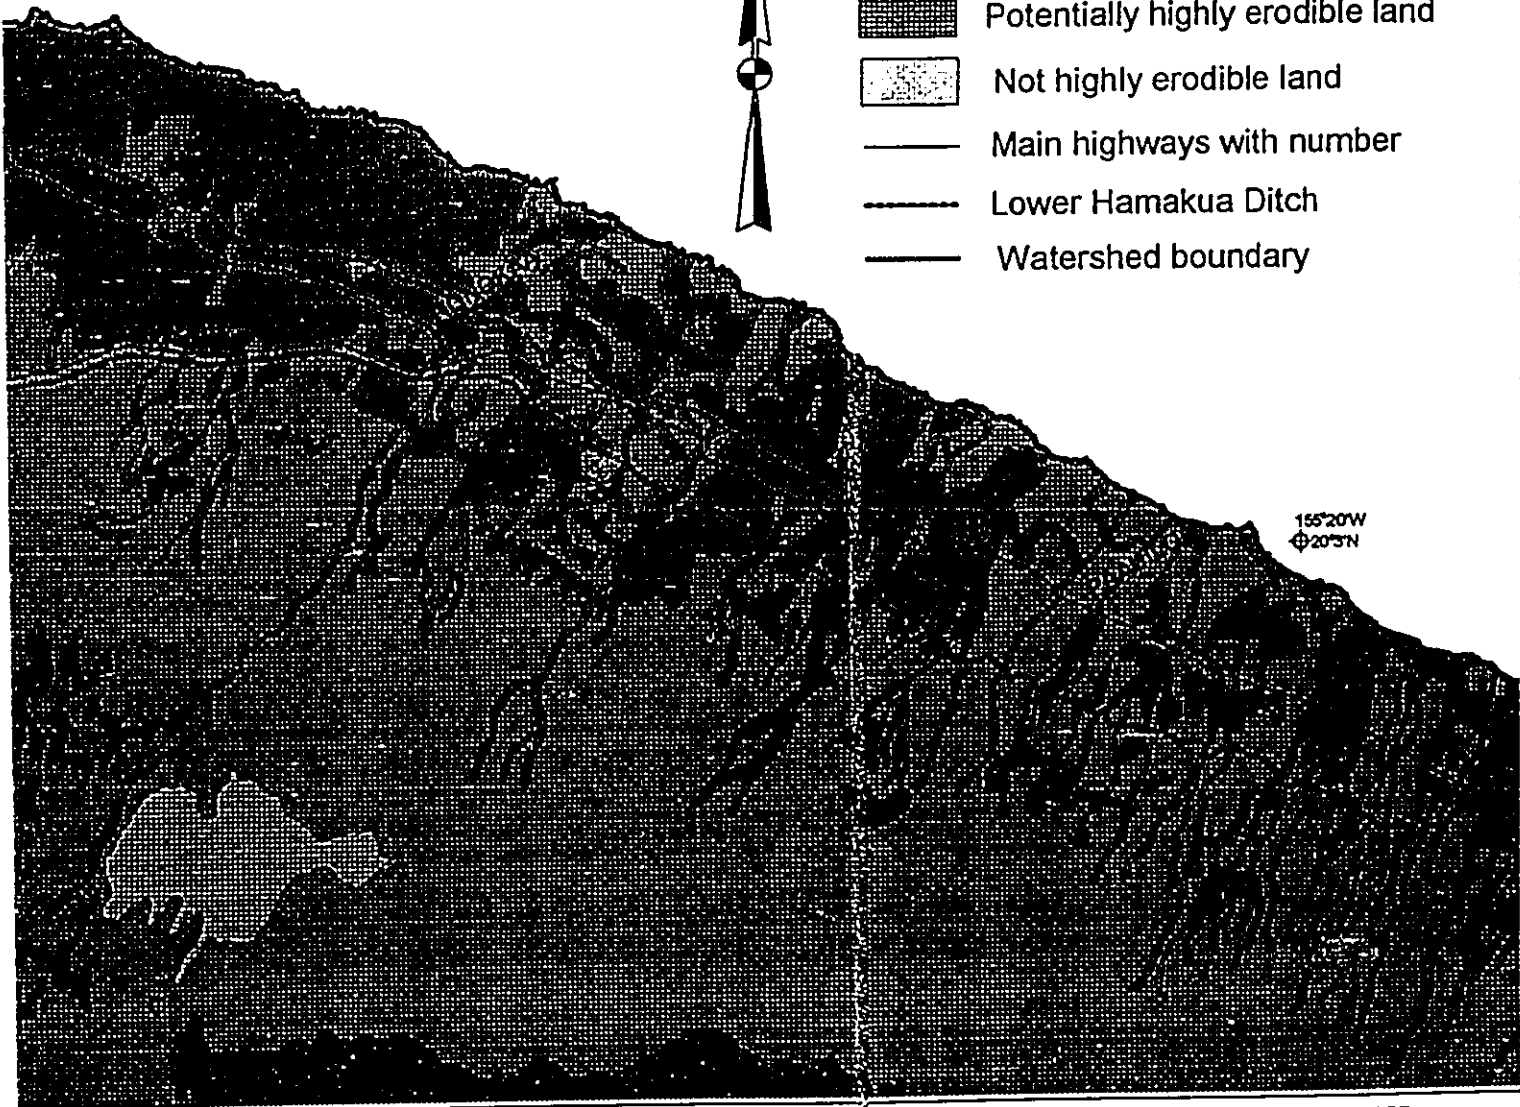 Potentially highly erodible land
Not highly erodible land
Main highways with number
Lower Hamakua Ditch
Watershed boundary
155°20'W
20°5'N